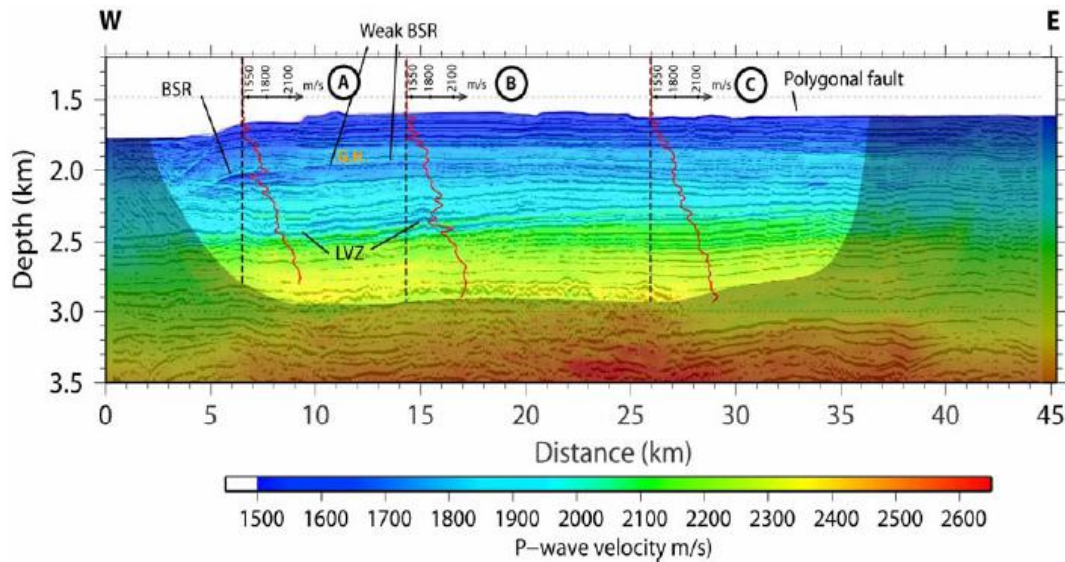 W E
Weak BSR
1550 1800 2100 m/s A
1550 1800 2100 m/s B
1550 1800 2100 m/s C
BSR
Polygonal fault
LVZ
Depth (km)
1.5
2.0
2.5
3.0
3.5
0 5 10 15 20 25 30 35 40 45
Distance (km)
1500 1600 1700 1800 1900 2000 2100 2200 2300 2400 2500 2600
P-wave velocity m/s)